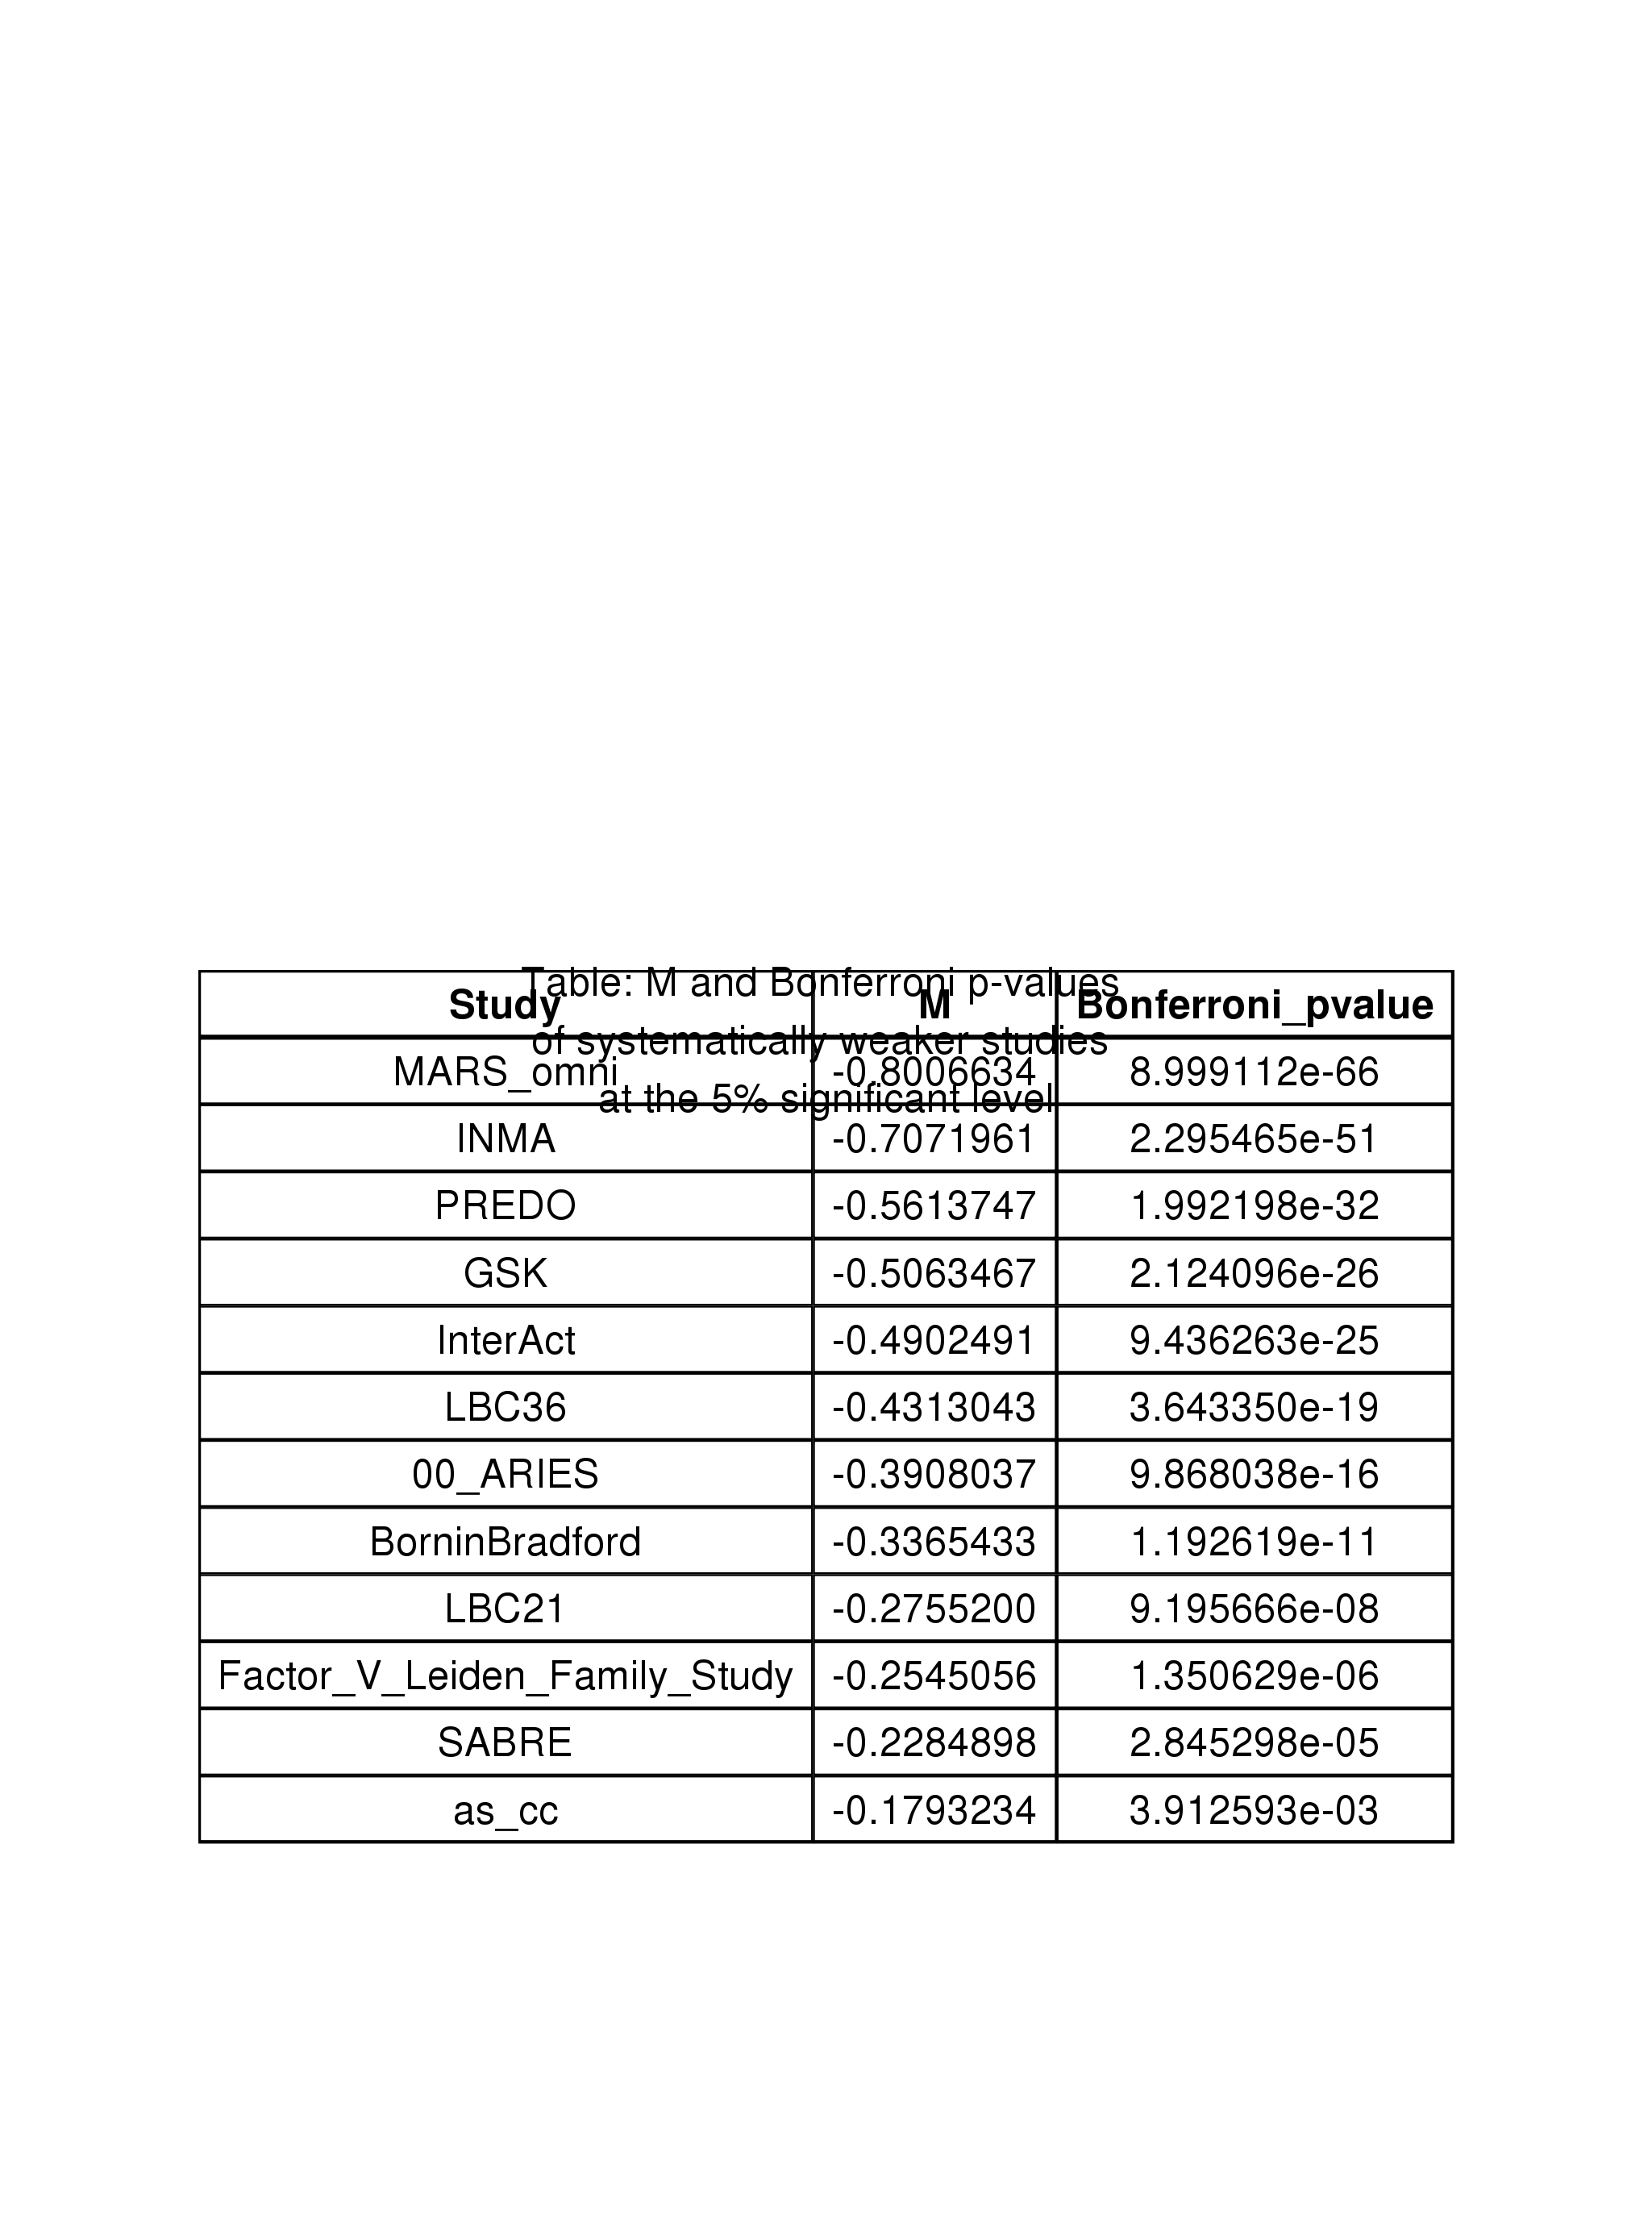 Table: M and Bonferroni p-values
of systematically weaker studies
at the 5% significant level
Study M Bonferroni_pvalue
MARS_omni -0.8006634 8.999112e-66
INMA -0.7071961 2.295465e-51
PREDO -0.5613747 1.992198e-32
GSK -0.5063467 2.124096e-26
InterAct -0.4902491 9.436263e-25
LBC36 -0.4313043 3.643350e-19
00_ARIES -0.3908037 9.868038e-16
BorninBradford -0.3365433 1.192619e-11
LBC21 -0.2755200 9.195666e-08
Factor_V_Leiden_Family_Study -0.2545056 1.350629e-06
SABRE -0.2284898 2.845298e-05
as_cc -0.1793234 3.912593e-03